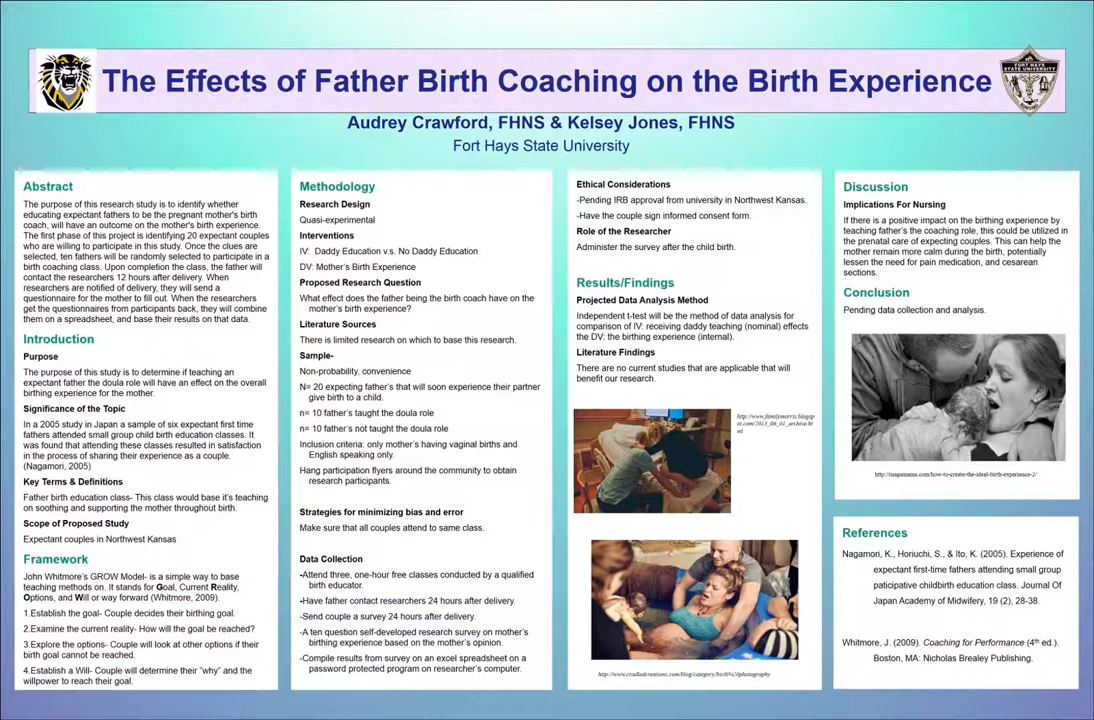 The Effects of Father Birth Coaching on the Birth Experience
FORT HAYS
STATE UNIVERSITY
NURSING
Audrey Crawford, FHNS & Kelsey Jones, FHNS
Fort Hays State University
Abstract
The purpose of this research study is to identify whether
educating expectant fathers to be the pregnant mother's birth
coach, will have an outcome on the mother's birth experience.
The first phase of this project is identifying 20 expectant couples
who are willing to participate in this study. Once the clues are
selected, ten fathers will be randomly selected to participate in a
birth coaching class. Upon completion the class, the father will
contact the researchers 12 hours after delivery. When
researchers are notified of delivery, they will send a
questionnaire for the mother to fill out. When the researchers
get the questionnaires from participants back, they will combine
them on a spreadsheet, and base their results on that data.
Introduction
Purpose
The purpose of this study is to determine if teaching an
expectant father the doula role will have an effect on the overall
birthing experience for the mother.
Significance of the Topic
In a 2005 study in Japan a sample of six expectant first time
fathers attended small group child birth education classes. It
was found that attending these classes resulted in satisfaction
in the process of sharing their experience as a couple.
(Nagamori, 2005)
Key Terms & Definitions
Father birth education class- This class would base it's teaching
on soothing and supporting the mother throughout birth.
Scope of Proposed Study
Expectant couples in Northwest Kansas
Framework
John Whitmore's GROW Model- is a simple way to base
teaching methods on. It stands for Goal, Current Reality,
Options, and Will or way forward (Whitmore, 2009).
1.Establish the goal- Couple decides their birthing goal.
2.Examine the current reality- How will the goal be reached?
3.Explore the options- Couple will look at other options if their
birth goal cannot be reached.
4.Establish a Will- Couple will determine their "why" and the
willpower to reach their goal.
Methodology
Research Design
Quasi-experimental
Interventions
IV: Daddy Education v.s. No Daddy Education
DV: Mother's Birth Experience
Proposed Research Question
What effect does the father being the birth coach have on the
mother's birth experience?
Literature Sources
There is limited research on which to base this research.
Sample-
Non-probability, convenience
N= 20 expecting father's that will soon experience their partner
give birth to a child.
n= 10 father's taught the doula role
n= 10 father's not taught the doula role
Inclusion criteria: only mother's having vaginal births and
English speaking only.
Hang participation flyers around the community to obtain
research participants.
Strategies for minimizing bias and error
Make sure that all couples attend to same class.
Data Collection
•Attend three, one-hour free classes conducted by a qualified
birth educator.
•Have father contact researchers 24 hours after delivery.
-Send couple a survey 24 hours after delivery.
-A ten question self-developed research survey on mother's
birthing experience based on the mother's opinion.
-Compile results from survey on an excel spreadsheet on a
password protected program on researcher's computer.
Ethical Considerations
-Pending IRB approval from university in Northwest Kansas.
-Have the couple sign informed consent form.
Role of the Researcher
Administer the survey after the child birth.
Results/Findings
Projected Data Analysis Method
Independent t-test will be the method of data analysis for
comparison of IV: receiving daddy teaching (nominal) effects
the DV: the birthing experience (internal).
Literature Findings
There are no current studies that are applicable that will
benefit our research.
http://www.familymorris.blogsp
ot.com/2013_06_01_archive.ht
ml
http://www.cradledcreations.com/blog/category/birth%20photography
Discussion
Implications For Nursing
If there is a positive impact on the birthing experience by
teaching father's the coaching role, this could be utilized in
the prenatal care of expecting couples. This can help the
mother remain more calm during the birth, potentially
lessen the need for pain medication, and cesarean
sections.
Conclusion
Pending data collection and analysis.
http://magamama.com/how-to-create-the-ideal-birth-experience-2/
References
Nagamori, K., Horiuchi, S., & Ito, K. (2005). Experience of
expectant first-time fathers attending small group
paticipative childbirth education class. Journal Of
Japan Academy of Midwifery, 19 (2), 28-38.
Whitmore, J. (2009). Coaching for Performance (4th ed.).
Boston, MA: Nicholas Brealey Publishing.